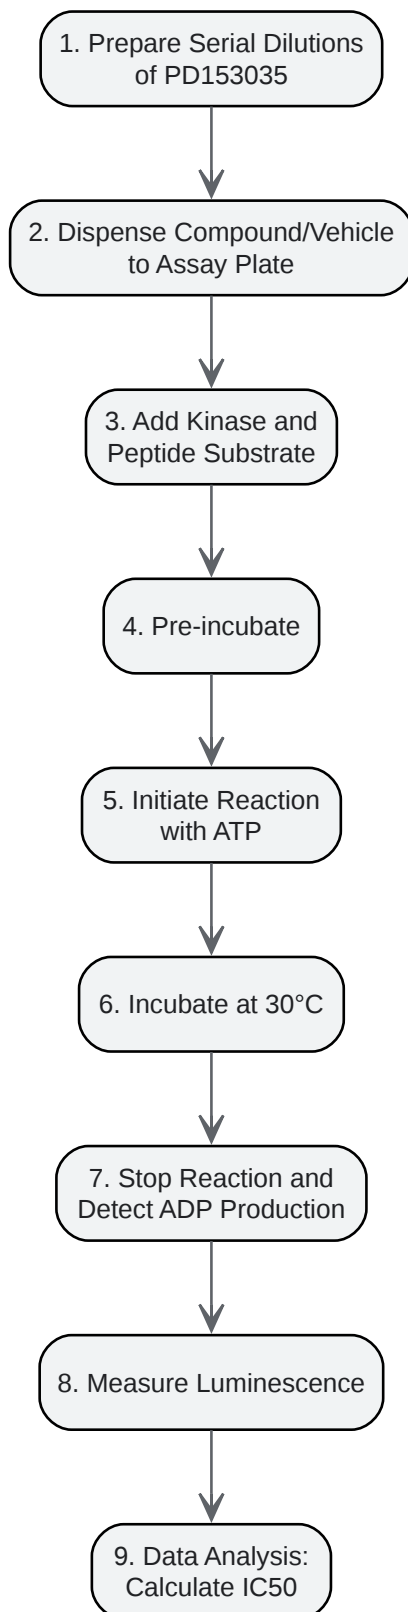 1. Prepare Serial Dilutions
of PD153035
2. Dispense Compound/Vehicle
to Assay Plate
3. Add Kinase and
Peptide Substrate
4. Pre-incubate
5. Initiate Reaction
with ATP
6. Incubate at 30°C
7. Stop Reaction and
Detect ADP Production
8. Measure Luminescence
9. Data Analysis:
Calculate IC50